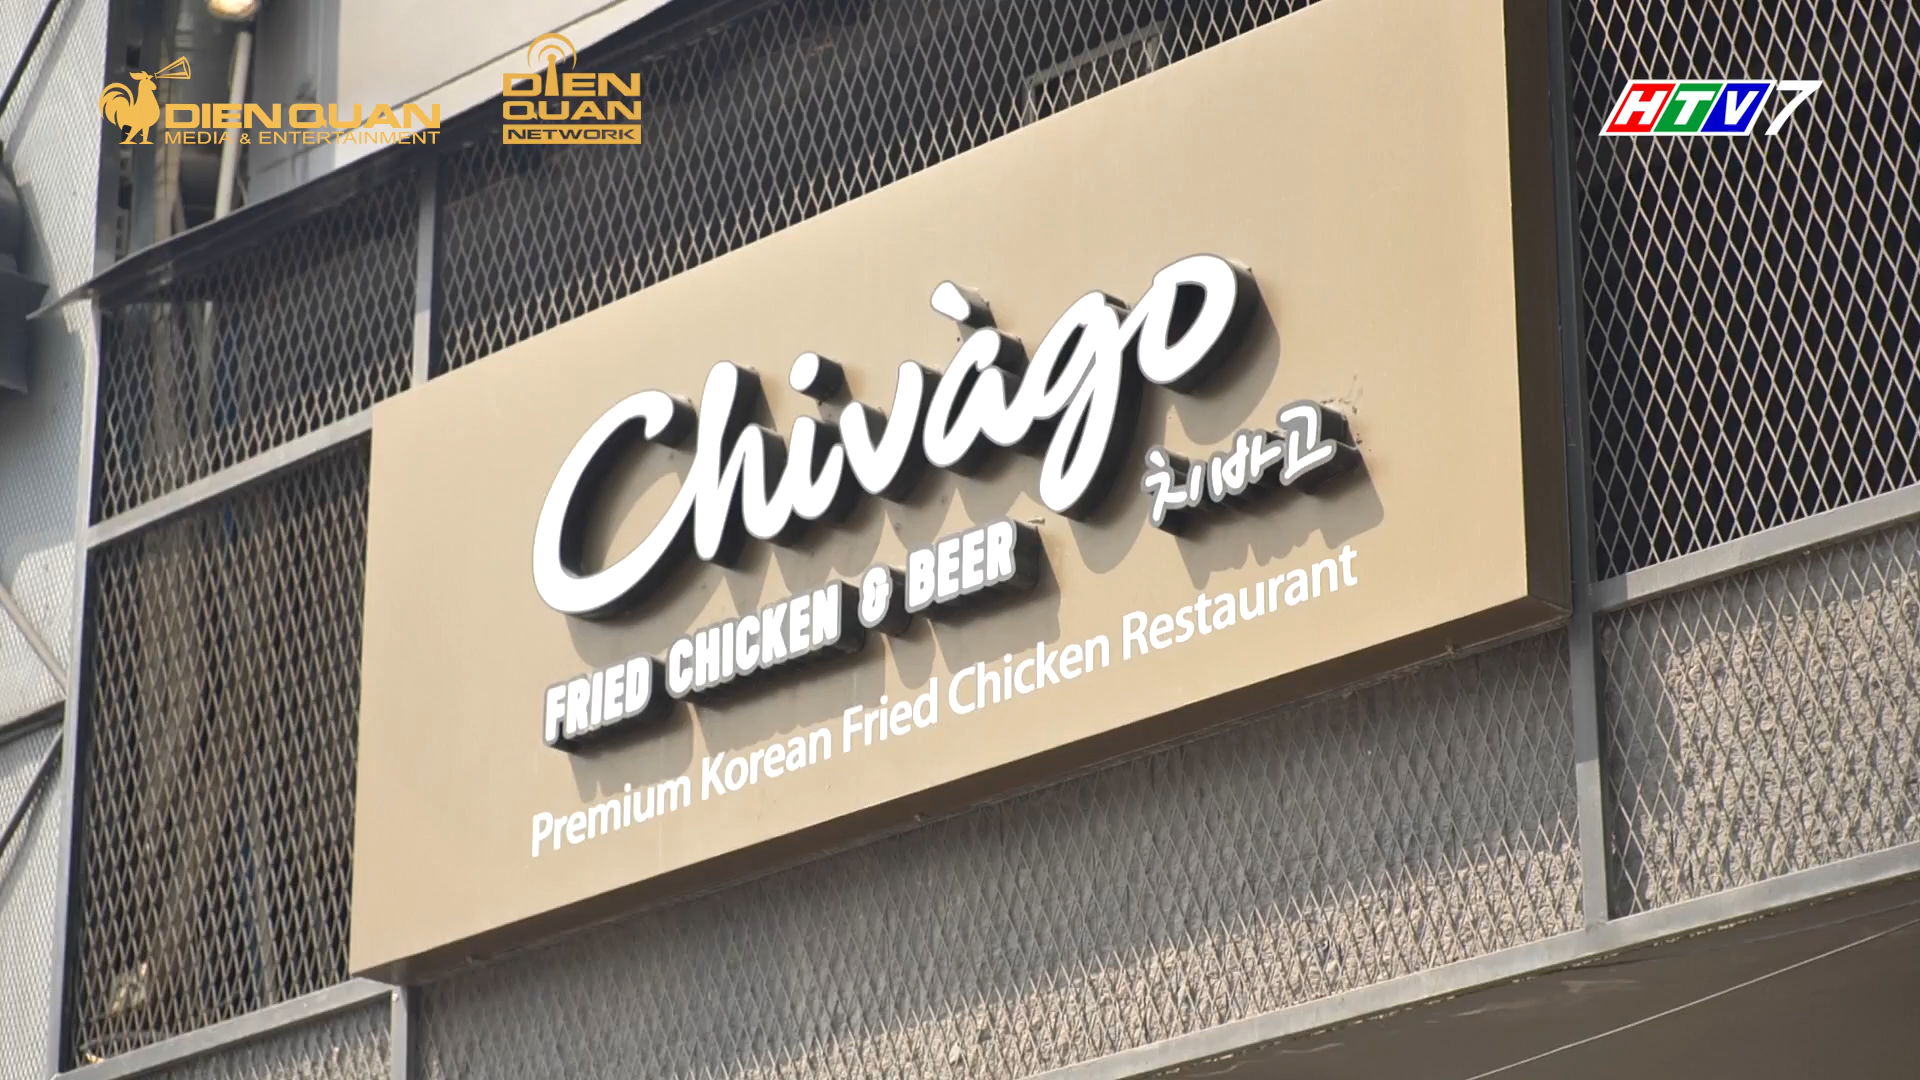 DIEN QUAN
MEDIA & ENTERTAINMENT
DIEN
QUAN
NETWORK
HTV7
Chivàgo
치바고
FRIED CHICKEN & BEER
Premium Korean Fried Chicken Restaurant